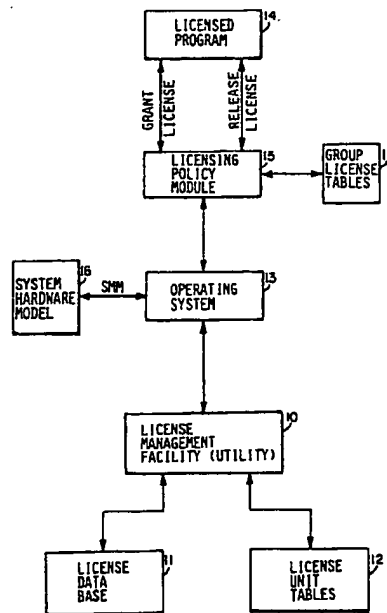 14
LICENSED
PROGRAM
GRANT
LICENSE
RELEASE
LICENSE
15
LICENSING
POLICY
MODULE
GROUP
LICENSE
TABLES
16
SYSTEM
HARDWARE
MODEL
SMM
13
OPERATING
SYSTEM
10
LICENSE
MANAGEMENT
FACILITY (UTILITY)
11
LICENSE
DATA
BASE
12
LICENSE
UNIT
TABLES